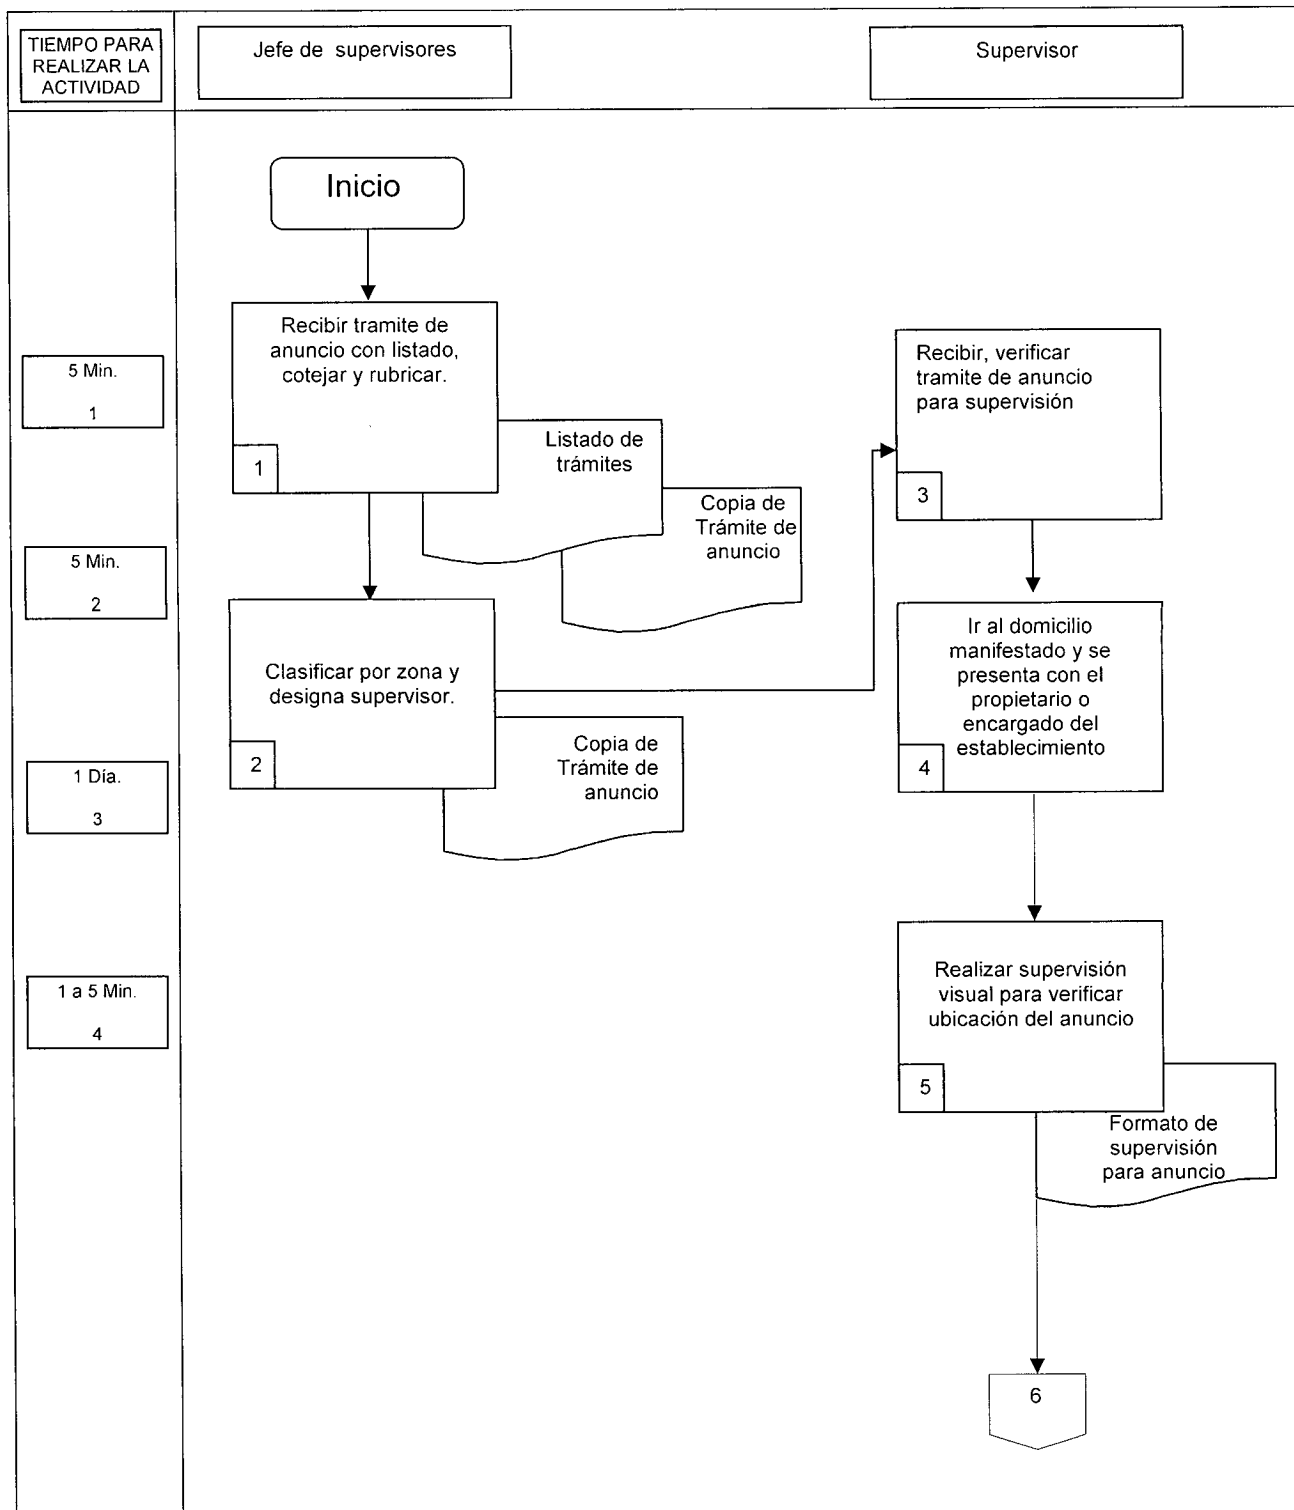 TIEMPO PARA
REALIZAR LA
ACTIVIDAD
Jefe de supervisores
Supervisor
Inicio
5 Min.
1
Recibir tramite de
anuncio con listado,
cotejar y rubricar.
1
Listado de
trámites
Copia de
Trámite de
anuncio
5 Min.
2
Clasificar por zona y
designa supervisor.
2
Copia de
Trámite de
anuncio
Recibir, verificar
tramite de anuncio
para supervisión
3
1 Día.
3
Ir al domicilio
manifestado y se
presenta con el
propietario o
encargado del
establecimiento
4
1 a 5 Min.
4
Realizar supervisión
visual para verificar
ubicación del anuncio
5
Formato de
supervisión
para anuncio
6